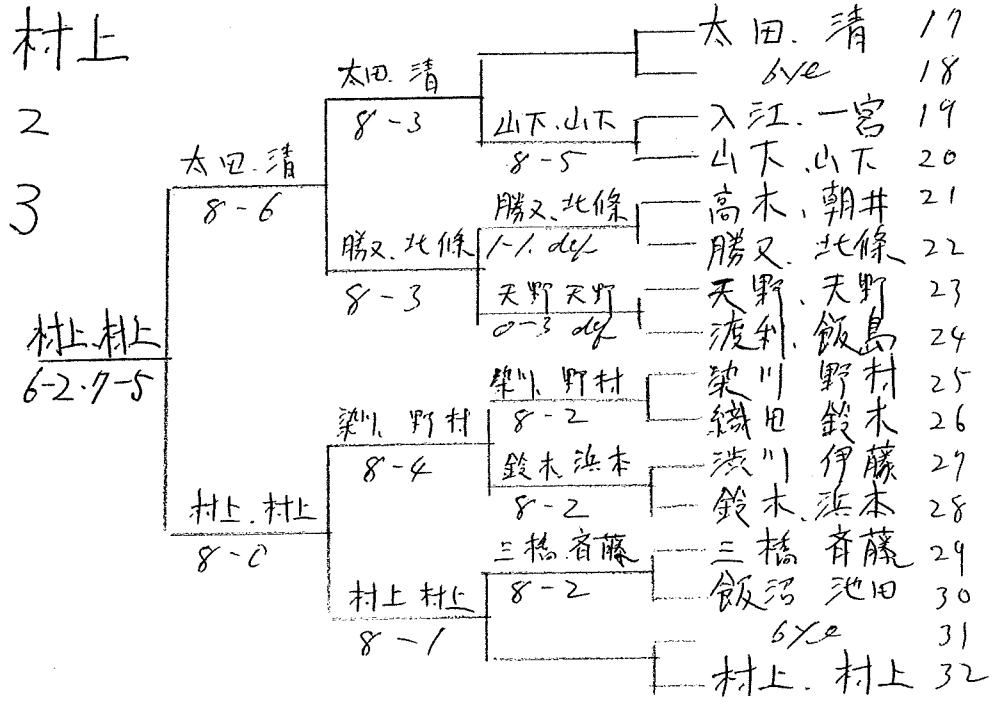 村上
2
3
太田.清 17
bye 18
入江.一宮 19
山下.山下 20
高木、朝井 21
勝又.北條 22
天野、天野 23
渡利.飯島 24
染川 野村 25
織田 鈴木 26
渋川 伊藤 27
鈴木、浜本 28
三橋 斉藤 29
飯沼 池田 30
bye 31
村上.村上 32
山下.山下
8-5
勝又、北條
1-1.def
天野 天野
0-3 def
染川、野村
8-2
鈴木、浜本
8-2
三橋.斉藤
8-2
太田.清
8-3
勝又、北條
8-3
染川、野村
8-4
村上 村上
8-1
太田.清
8-6
村上.村上
8-0
村上、村上
6-2・7-5